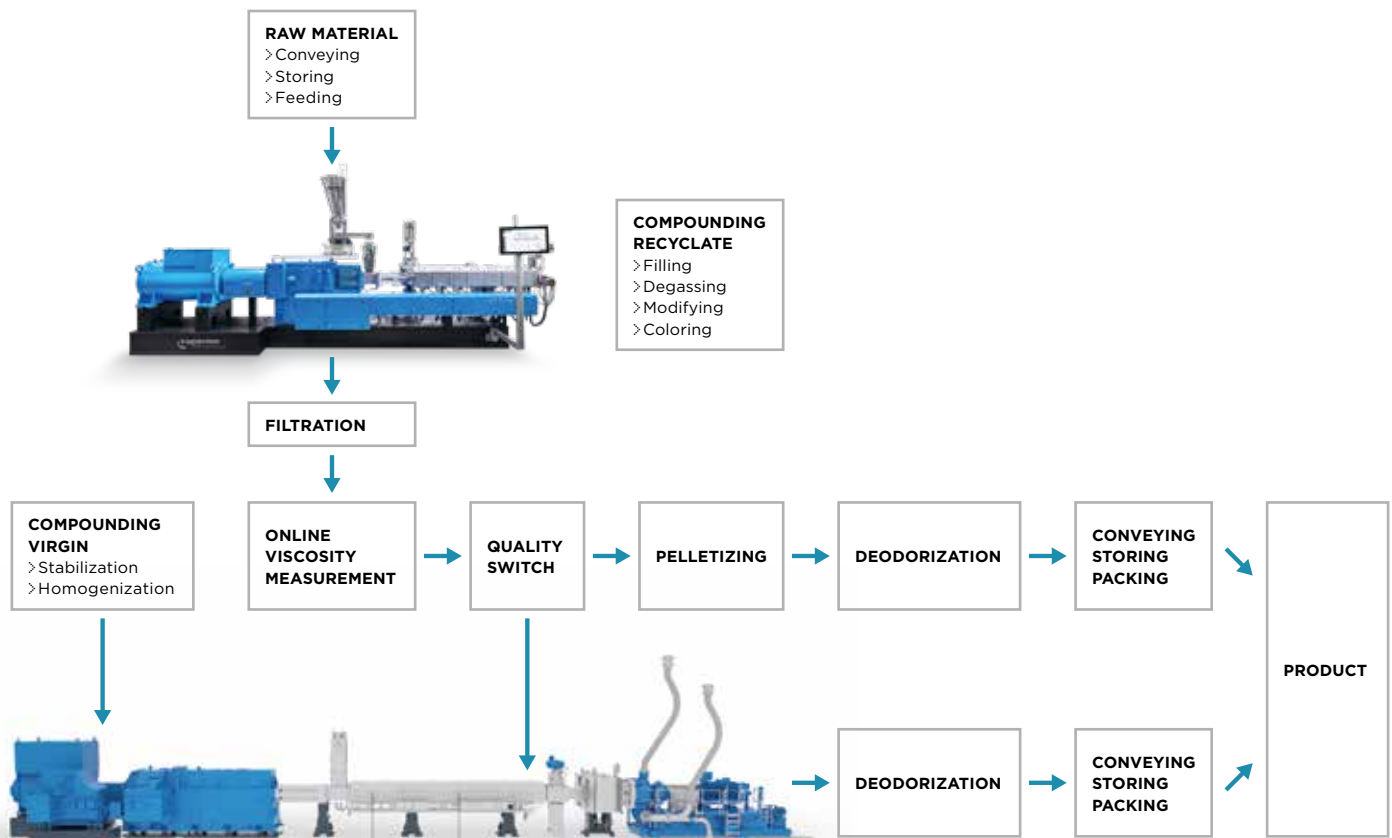 RAW MATERIAL
>Conveying
>Storing
>Feeding
COMPOUNDING
RECYCLATE
>Filling
>Degassing
>Modifying
>Coloring
FILTRATION
COMPOUNDING
VIRGIN
>Stabilization
>Homogenization
ONLINE
VISCOSITY
MEASUREMENT
QUALITY
SWITCH
PELLETIZING
DEODORIZATION
CONVEYING
STORING
PACKING
PRODUCT
DEODORIZATION
CONVEYING
STORING
PACKING